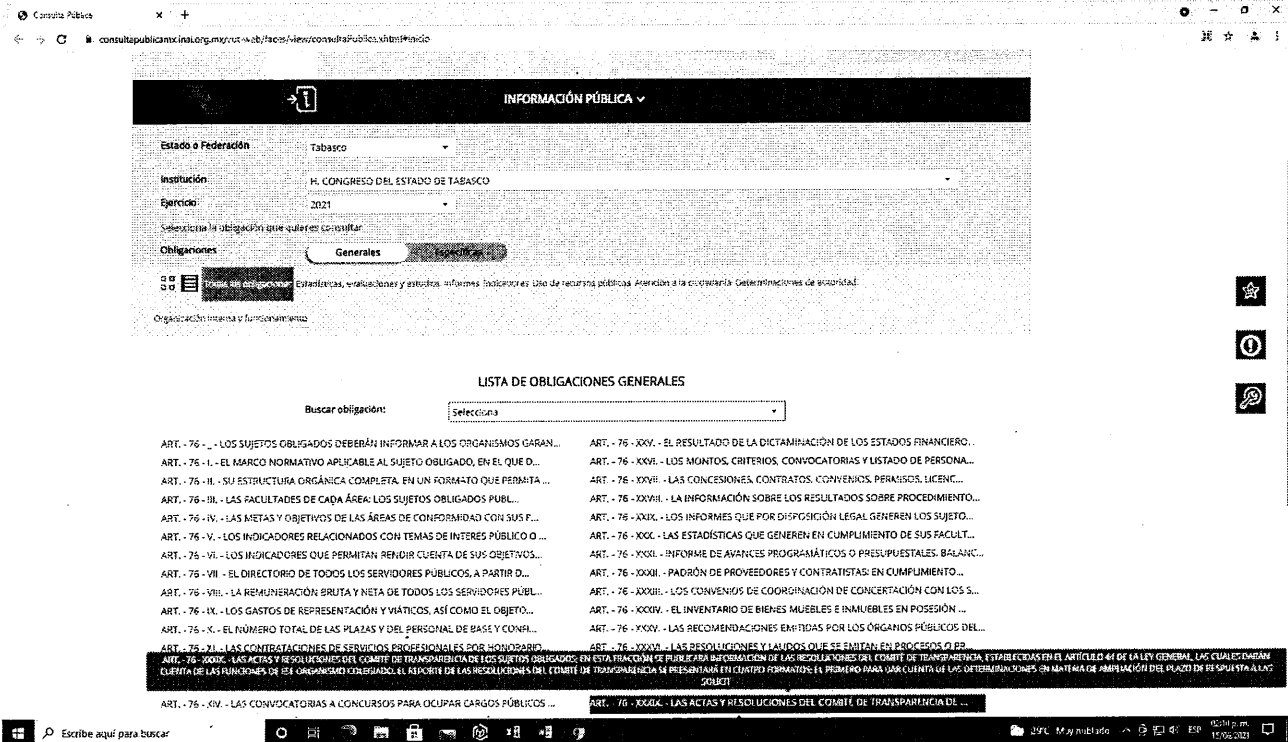 Consulta Pública
consultapublicamx.inai.org.mx/vut-web/faces/view/consultaPublica.xhtml#inicio
INFORMACIÓN PÚBLICA
Estado o Federación
Tabasco
Institución
H. CONGRESO DEL ESTADO DE TABASCO
Ejercicio
2021
Selecciona la obligación que quieres consultar
Obligaciones
Generales
Específicas
Todas las obligaciones Estadísticas, evaluaciones y estudios Informes Indicadores Uso de recursos públicos Atención a la ciudadanía Determinaciones de autoridad
Organización interna y funcionamiento
LISTA DE OBLIGACIONES GENERALES
Buscar obligación:
Selecciona
ART. - 76 - _ - LOS SUJETOS OBLIGADOS DEBERÁN INFORMAR A LOS ORGANISMOS GARAN...
ART. - 76 - I. - EL MARCO NORMATIVO APLICABLE AL SUJETO OBLIGADO, EN EL QUE D...
ART. - 76 - II. - SU ESTRUCTURA ORGÁNICA COMPLETA, EN UN FORMATO QUE PERMITA ...
ART. - 76 - III. - LAS FACULTADES DE CADA ÁREA: LOS SUJETOS OBLIGADOS PUBL...
ART. - 76 - IV. - LAS METAS Y OBJETIVOS DE LAS ÁREAS DE CONFORMIDAD CON SUS F...
ART. - 76 - V. - LOS INDICADORES RELACIONADOS CON TEMAS DE INTERÉS PÚBLICO O ...
ART. - 76 - VI. - LOS INDICADORES QUE PERMITAN RENDIR CUENTA DE SUS OBJETIVOS...
ART. - 76 - VII. - EL DIRECTORIO DE TODOS LOS SERVIDORES PÚBLICOS, A PARTIR D...
ART. - 76 - VIII. - LA REMUNERACIÓN BRUTA Y NETA DE TODOS LOS SERVIDORES PÚBL...
ART. - 76 - IX. - LOS GASTOS DE REPRESENTACIÓN Y VIÁTICOS, ASÍ COMO EL OBJETO...
ART. - 76 - X. - EL NÚMERO TOTAL DE LAS PLAZAS Y DEL PERSONAL DE BASE Y CONFI...
ART. - 76 - XI. - LAS CONTRATACIONES DE SERVICIOS PROFESIONALES POR HONORARIO...
ART. - 76 - XXV. - EL RESULTADO DE LA DICTAMINACIÓN DE LOS ESTADOS FINANCIERO...
ART. - 76 - XXVI. - LOS MONTOS, CRITERIOS, CONVOCATORIAS Y LISTADO DE PERSONA...
ART. - 76 - XXVII. - LAS CONCESIONES, CONTRATOS, CONVENIOS, PERMISOS, LICENC...
ART. - 76 - XXVIII. - LA INFORMACIÓN SOBRE LOS RESULTADOS SOBRE PROCEDIMIENTO...
ART. - 76 - XXIX. - LOS INFORMES QUE POR DISPOSICIÓN LEGAL GENEREN LOS SUJETO...
ART. - 76 - XXX. - LAS ESTADÍSTICAS QUE GENEREN EN CUMPLIMIENTO DE SUS FACULT...
ART. - 76 - XXXI. - INFORME DE AVANCES PROGRAMÁTICOS O PRESUPUESTALES, BALANC...
ART. - 76 - XXXII. - PADRÓN DE PROVEEDORES Y CONTRATISTAS: EN CUMPLIMIENTO...
ART. - 76 - XXXIII. - LOS CONVENIOS DE COORDINACIÓN DE CONCERTACIÓN CON LOS S...
ART. - 76 - XXXIV. - EL INVENTARIO DE BIENES MUEBLES E INMUEBLES EN POSESIÓN ...
ART. - 76 - XXXV. - LAS RECOMENDACIONES EMITIDAS POR LOS ÓRGANOS PÚBLICOS DEL...
ART. - 76 - XXXVI. - LAS RESOLUCIONES Y LAUDOS QUE SE EMITAN EN PROCESOS O PR...
ART. - 76 - XXXIX. - LAS ACTAS Y RESOLUCIONES DEL COMITÉ DE TRANSPARENCIA DE LOS SUJETOS OBLIGADOS; EN ESTA FRACCIÓN SE PUBLICARÁ INFORMACIÓN DE LAS RESOLUCIONES DEL COMITÉ DE TRANSPARENCIA, ESTABLECIDAS EN EL ARTÍCULO 44 DE LA LEY GENERAL, LAS CUALES DARÁN
CUENTA DE LAS FUNCIONES DE ESE ORGANISMO COLEGIADO. EL REPORTE DE LAS RESOLUCIONES DEL COMITÉ DE TRANSPARENCIA SE PRESENTARÁ EN CUATRO FORMATOS: EL PRIMERO PARA DAR CUENTA DE LAS DETERMINACIONES EN MATERIA DE AMPLIACIÓN DEL PLAZO DE RESPUESTA A LAS
SOLICIT
ART. - 76 - XIV. - LAS CONVOCATORIAS A CONCURSOS PARA OCUPAR CARGOS PÚBLICOS ...
ART. - 76 - XXXIX. - LAS ACTAS Y RESOLUCIONES DEL COMITÉ DE TRANSPARENCIA DE ...
Escribe aquí para buscar
29°C Muy nublado
ESP
15/06/2021